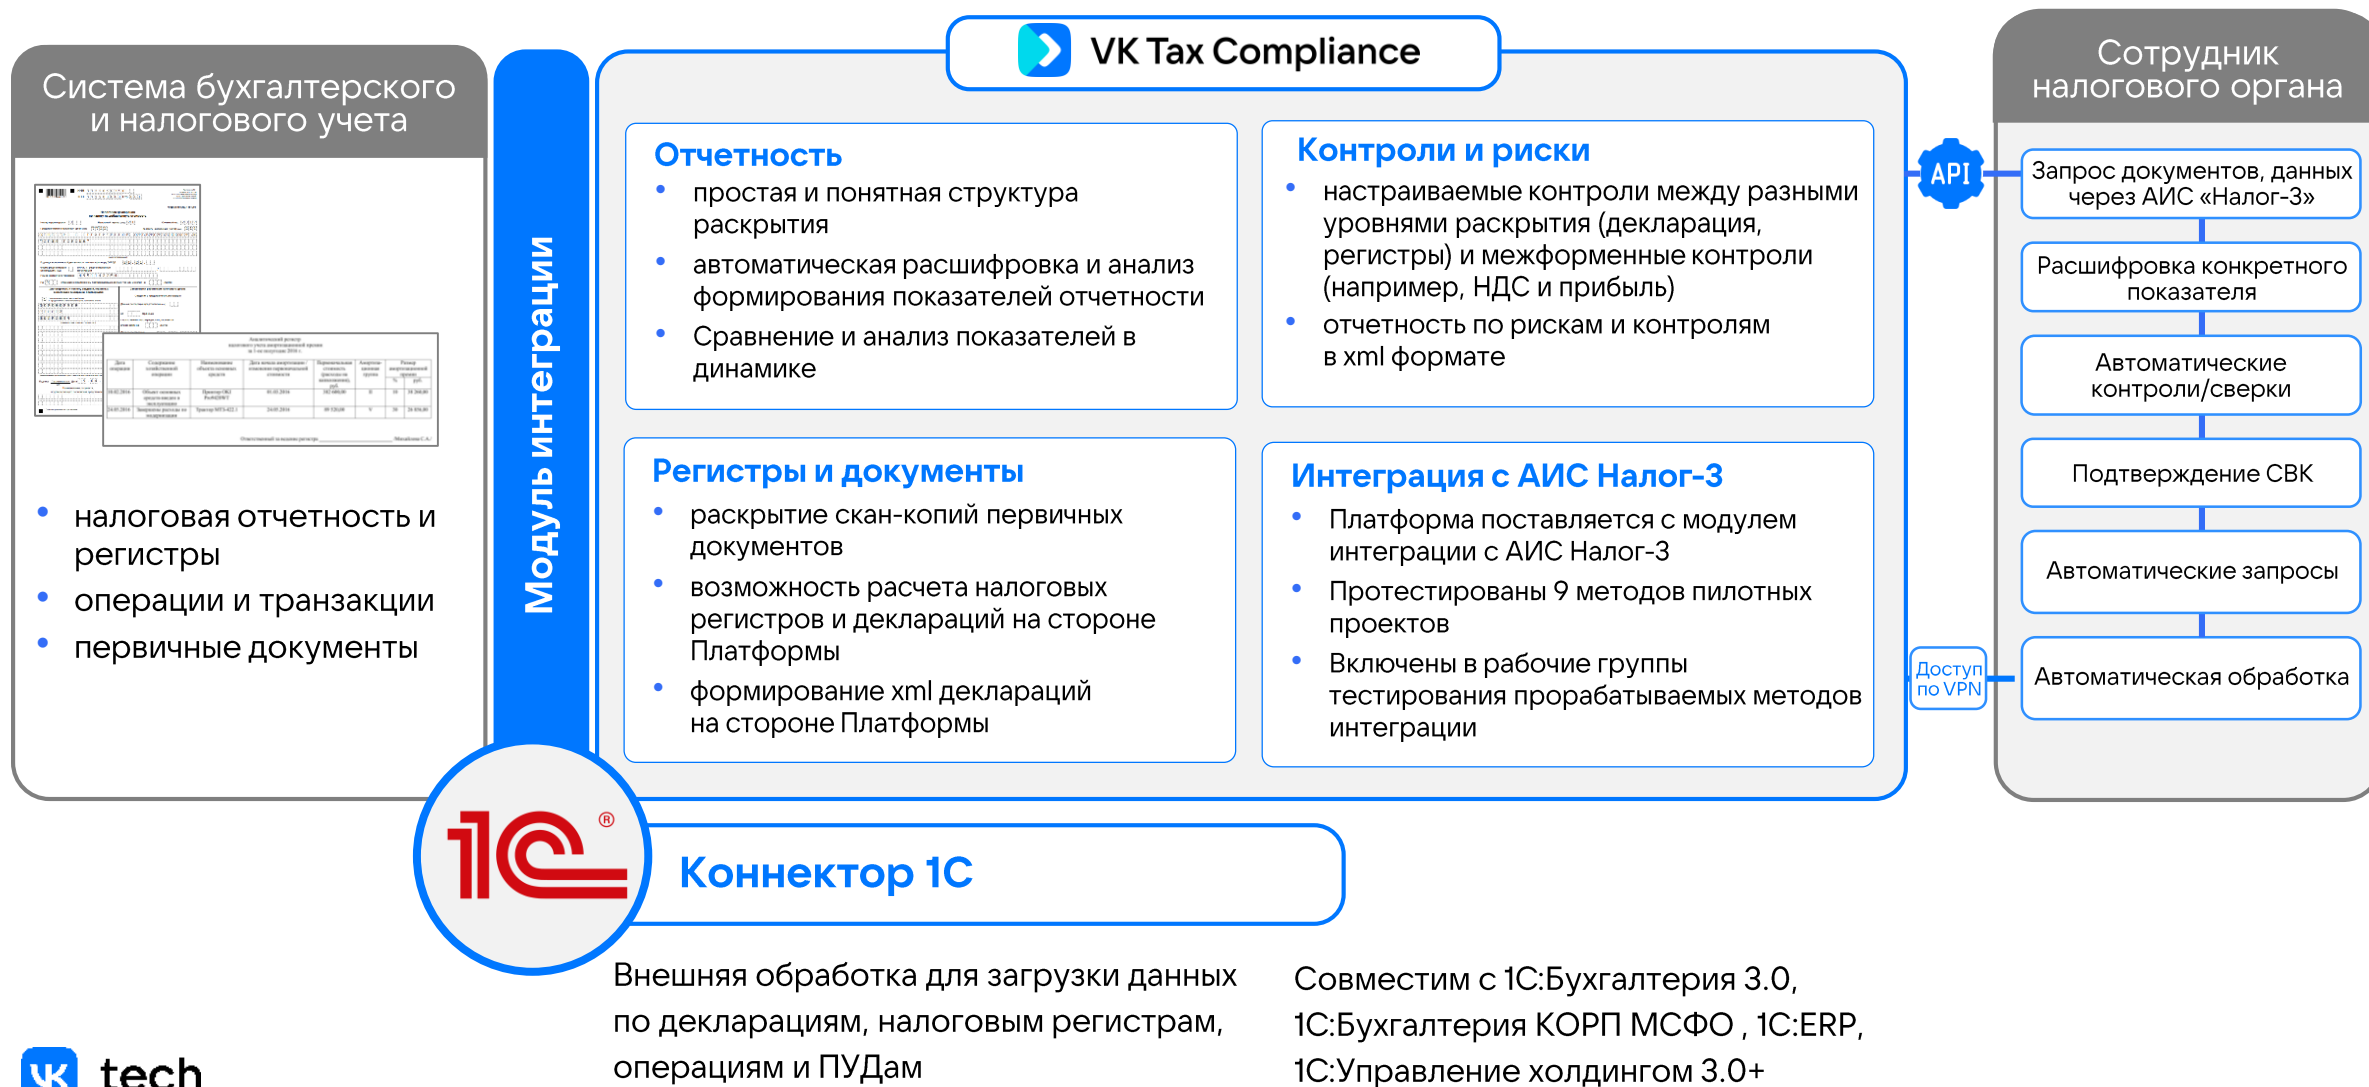 Система бухгалтерского
и налогового учета
налоговая отчетность и
регистры
операции и транзакции
первичные документы
Модуль интеграции
VK Tax Compliance
Отчетность
простая и понятная структура
раскрытия
автоматическая расшифровка и анализ
формирования показателей отчетности
Сравнение и анализ показателей в
динамике
Контроли и риски
настраиваемые контроли между разными
уровнями раскрытия (декларация,
регистры) и межформенные контроли
(например, НДС и прибыль)
отчетность по рискам и контролям
в xml формате
Регистры и документы
раскрытие скан-копий первичных
документов
возможность расчета налоговых
регистров и деклараций на стороне
Платформы
формирование xml деклараций
на стороне Платформы
Интеграция с АИС Налог-3
Платформа поставляется с модулем
интеграции с АИС Налог-3
Протестированы 9 методов пилотных
проектов
Включены в рабочие группы
тестирования прорабатываемых методов
интеграции
API
Доступ
по VPN
Сотрудник
налогового органа
Запрос документов, данных
через АИС «Налог-3»
Расшифровка конкретного
показателя
Автоматические
контроли/сверки
Подтверждение СВК
Автоматические запросы
Автоматическая обработка
1С®
Коннектор 1С
Внешняя обработка для загрузки данных
по декларациям, налоговым регистрам,
операциям и ПУДам
Совместим с 1С:Бухгалтерия 3.0,
1С:Бухгалтерия КОРП МСФО , 1С:ERP,
1С:Управление холдингом 3.0+
VK tech